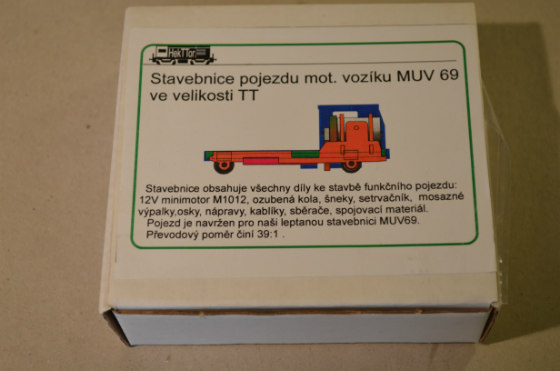 HekTTor
Stavebnice pojezdu mot. vozíku MUV 69
ve velikosti TT
Stavebnice obsahuje všechny díly ke stavbě funkčního pojezdu:
12V minimotor M1012, ozubená kola, šneky, setrvačník, mosazné
výpalky,osky, nápravy, kablíky, sběrače, spojovací materiál.
Pojezd je navržen pro naši leptanou stavebnici MUV69.
Převodový poměr činí 39:1 .